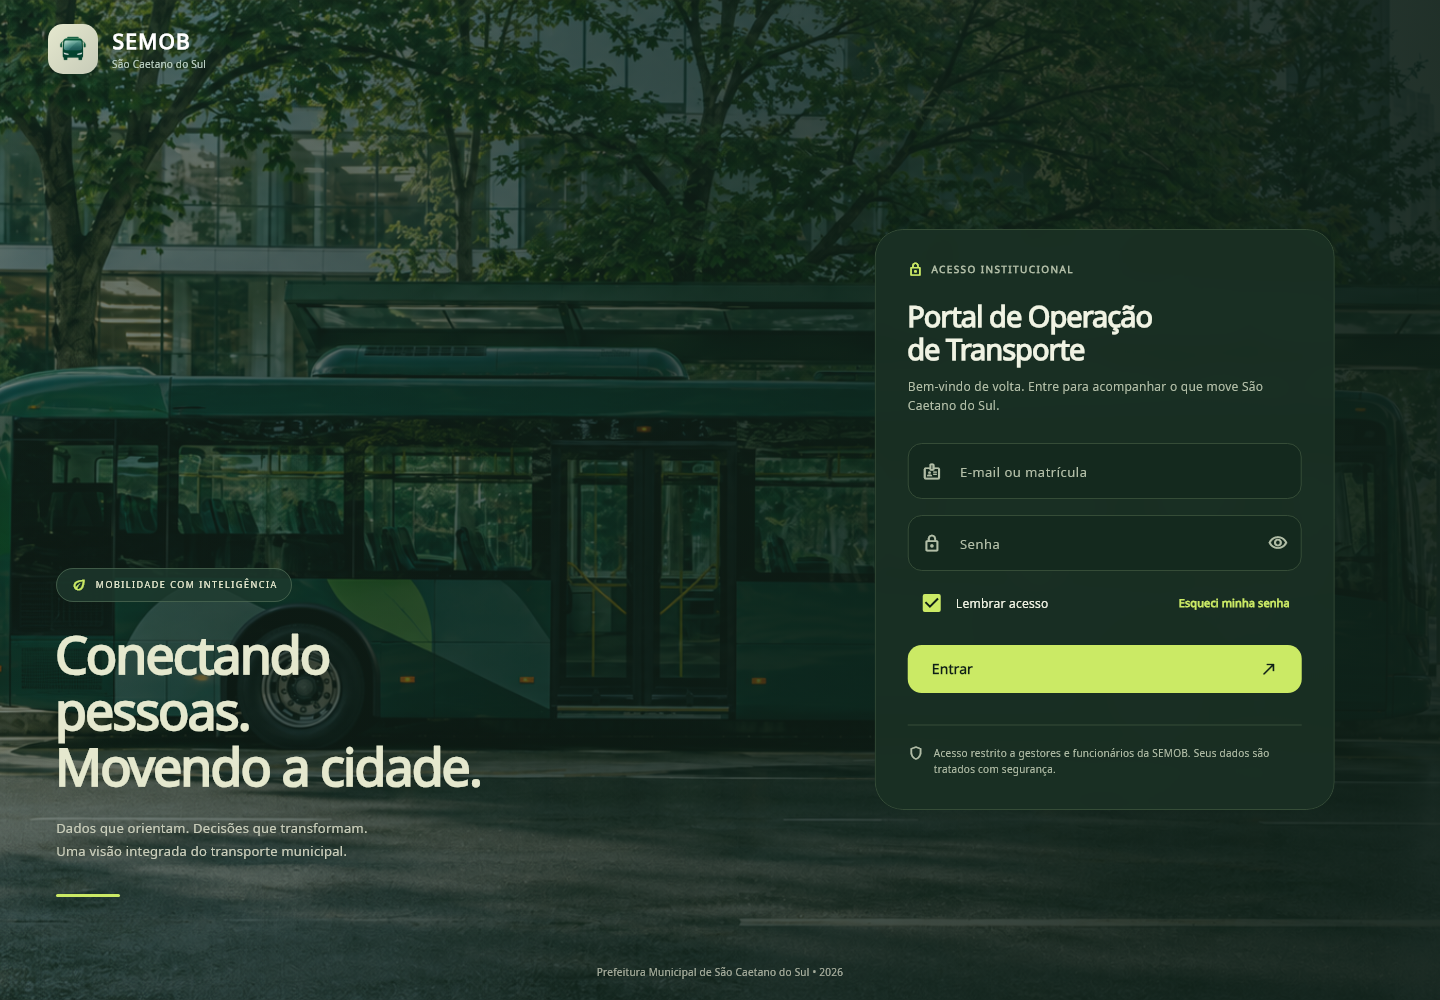 SEMOB
São Caetano do Sul
MOBILIDADE COM INTELIGÊNCIA
Conectando
pessoas.
Movendo a cidade.
Dados que orientam. Decisões que transformam.
Uma visão integrada do transporte municipal.
ACESSO INSTITUCIONAL
Portal de Operação
de Transporte
Bem-vindo de volta. Entre para acompanhar o que move São
Caetano do Sul.
E-mail ou matrícula
Senha
Lembrar acesso
Esqueci minha senha
Entrar
Acesso restrito a gestores e funcionários da SEMOB. Seus dados são
tratados com segurança.
Prefeitura Municipal de São Caetano do Sul • 2026